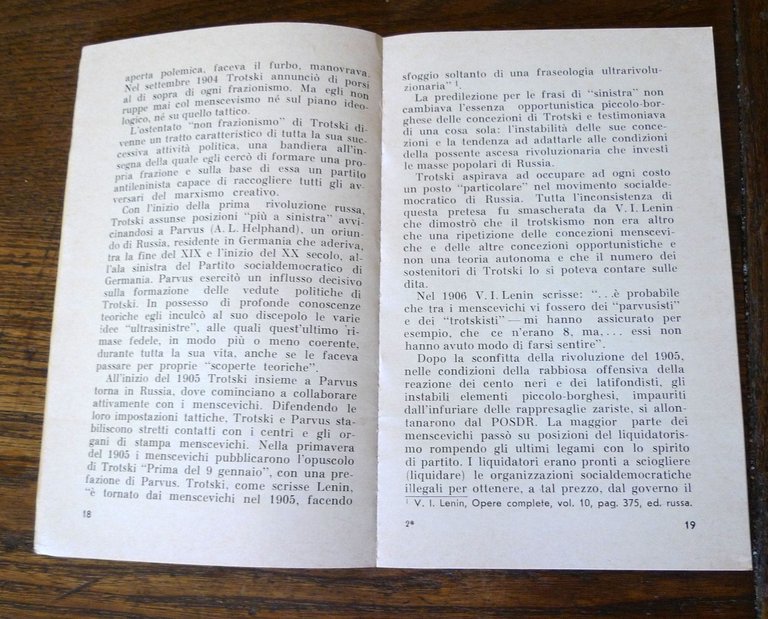 aperta polemica, faceva il furbo, manovrava.
Nel settembre 1904 Trotski annunciò di porsi
al di sopra di ogni frazionismo. Ma egli non
ruppe mai col menscevismo né sul piano ideo-
logico, né su quello tattico.
L'ostentato "non frazionismo" di Trotski di-
venne un tratto caratteristico di tutta la sua suc-
cessiva attività politica, una bandiera all'in-
segna della quale egli cercò di formare una pro-
pria frazione e sulla base di essa un partito
antileninista capace di raccogliere tutti gli av-
versari del marxismo creativo.
Con l'inizio della prima rivoluzione russa,
Trotski assunse posizioni "più a sinistra" avvi-
cinandosi a Parvus (A. L. Helphand), un oriun-
do di Russia, residente in Germania che aderiva,
tra la fine del XIX e l'inizio del XX secolo, al-
l'ala sinistra del Partito socialdemocratico di
Germania. Parvus esercitò un influsso decisivo
sulla formazione delle vedute politiche di
Trotski. In possesso di profonde conoscenze
teoriche egli inculcò al suo discepolo le varie
idee "ultrasinistre", alle quali quest'ultimo ri-
mase fedele, in modo più o meno coerente,
durante tutta la sua vita, anche se le faceva
passare per proprie "scoperte teoriche".
All'inizio del 1905 Trotski insieme a Parvus
torna in Russia, dove cominciano a collaborare
attivamente con i menscevichi. Difendendo le
loro impostazioni tattiche, Trotski e Parvus sta-
biliscono stretti contatti con i centri e gli or-
gani di stampa menscevichi. Nella primavera
del 1905 i menscevichi pubblicarono l'opuscolo
di Trotski "Prima del 9 gennaio", con una pre-
fazione di Parvus. Trotski, come scrisse Lenin,
"è tornato dai menscevichi nel 1905, facendo
18
sfoggio soltanto di una fraseologia ultrarivolu-
zionaria" 1.
La predilezione per le frasi di "sinistra" non
cambiava l'essenza opportunistica piccolo-bor-
ghese delle concezioni di Trotski e testimoniava
di una cosa sola: l'instabilità delle sue conce-
zioni e la tendenza ad adattarle alle condizioni
della possente ascesa rivoluzionaria che investì
le masse popolari di Russia.
Trotski aspirava ad occupare ad ogni costo
un posto "particolare" nel movimento socialde-
mocratico di Russia. Tutta l'inconsistenza di
questa pretesa fu smascherata da V. I. Lenin
che dimostrò che il trotskismo non era altro
che una ripetizione delle concezioni menscevi-
che e delle altre concezioni opportunistiche e
non una teoria autonoma e che il numero dei
sostenitori di Trotski lo si poteva contare sulle
dita.
Nel 1906 V. I. Lenin scrisse: "...è probabile
che tra i menscevichi vi fossero dei "parvusisti"
e dei "trotskisti" — mi hanno assicurato per
esempio, che ce n'erano 8, ma.... essi non
hanno avuto modo di farsi sentire".
Dopo la sconfitta della rivoluzione del 1905,
nelle condizioni della rabbiosa offensiva della
reazione dei cento neri e dei latifondisti, gli
instabili elementi piccolo-borghesi, impauriti
dall'infuriare delle rappresaglie zariste, si allon-
tanarono dal POSDR. La maggior parte dei
menscevichi passò su posizioni del liquidatoris-
mo rompendo gli ultimi legami con lo spirito
di partito. I liquidatori erano pronti a sciogliere
(liquidare) le organizzazioni socialdemocratiche
illegali per ottenere, a tal prezzo, dal governo il
1 V. I. Lenin, Opere complete, vol. 10, pag. 375, ed. russa.
2*
19